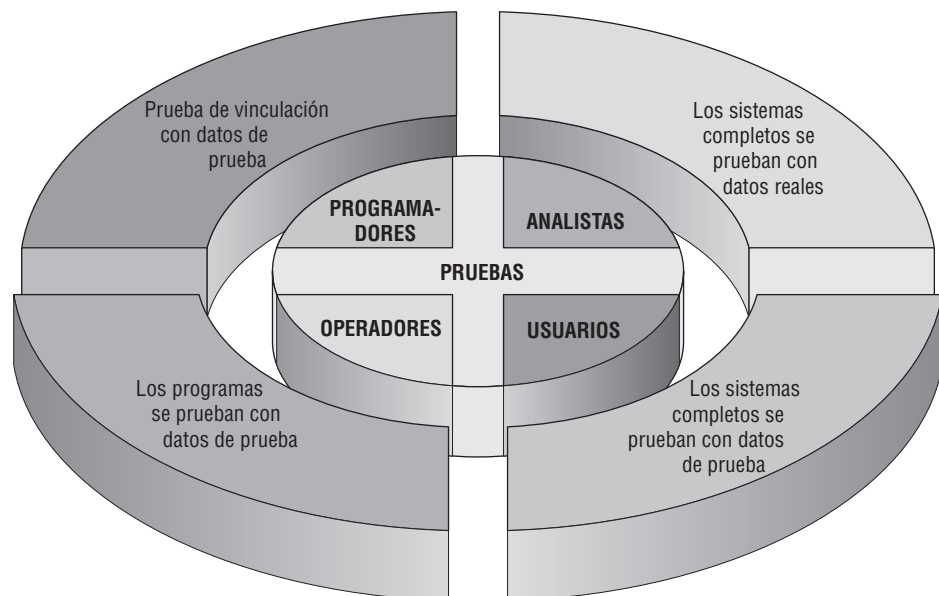 Prueba de vinculación
con datos de
prueba
Los sistemas
completos se
prueban con
datos reales
PROGRAMA-
DORES
ANALISTAS
PRUEBAS
OPERADORES
USUARIOS
Los programas
se prueban con
datos de prueba
Los sistemas
completos se
prueban con datos
de prueba